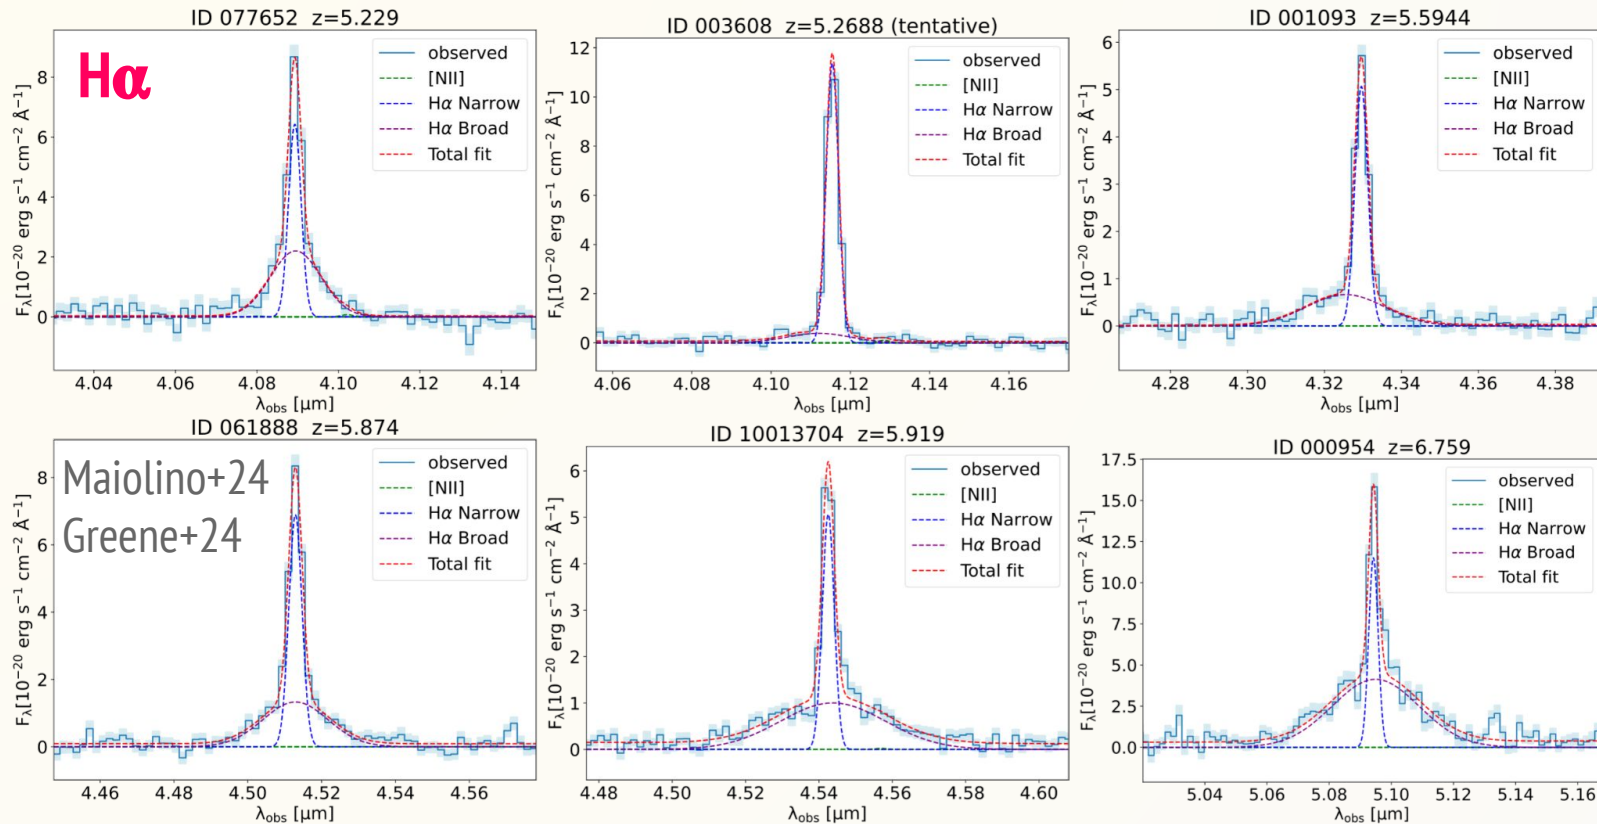 ID 077652 z=5.229
Hα
observed
[NII]
Hα Narrow
Hα Broad
Total fit
8
6
4
2
0
F_λ[10⁻²⁰ erg s⁻¹ cm⁻² Å⁻¹]
4.04 4.06 4.08 4.10 4.12 4.14
λ_obs [μm]
ID 003608 z=5.2688 (tentative)
observed
[NII]
Hα Narrow
Hα Broad
Total fit
12
10
8
6
4
2
0
F_λ[10⁻²⁰ erg s⁻¹ cm⁻² Å⁻¹]
4.06 4.08 4.10 4.12 4.14 4.16
λ_obs [μm]
ID 001093 z=5.5944
observed
[NII]
Hα Narrow
Hα Broad
Total fit
6
5
4
3
2
1
0
F_λ[10⁻²⁰ erg s⁻¹ cm⁻² Å⁻¹]
4.28 4.30 4.32 4.34 4.36 4.38
λ_obs [μm]
ID 061888 z=5.874
Maiolino+24
Greene+24
observed
[NII]
Hα Narrow
Hα Broad
Total fit
8
6
4
2
0
F_λ[10⁻²⁰ erg s⁻¹ cm⁻² Å⁻¹]
4.46 4.48 4.50 4.52 4.54 4.56
λ_obs [μm]
ID 10013704 z=5.919
observed
[NII]
Hα Narrow
Hα Broad
Total fit
6
5
4
3
2
1
0
F_λ[10⁻²⁰ erg s⁻¹ cm⁻² Å⁻¹]
4.48 4.50 4.52 4.54 4.56 4.58 4.60
λ_obs [μm]
ID 000954 z=6.759
observed
[NII]
Hα Narrow
Hα Broad
Total fit
17.5
15.0
12.5
10.0
7.5
5.0
2.5
0.0
F_λ[10⁻²⁰ erg s⁻¹ cm⁻² Å⁻¹]
5.04 5.06 5.08 5.10 5.12 5.14 5.16
λ_obs [μm]